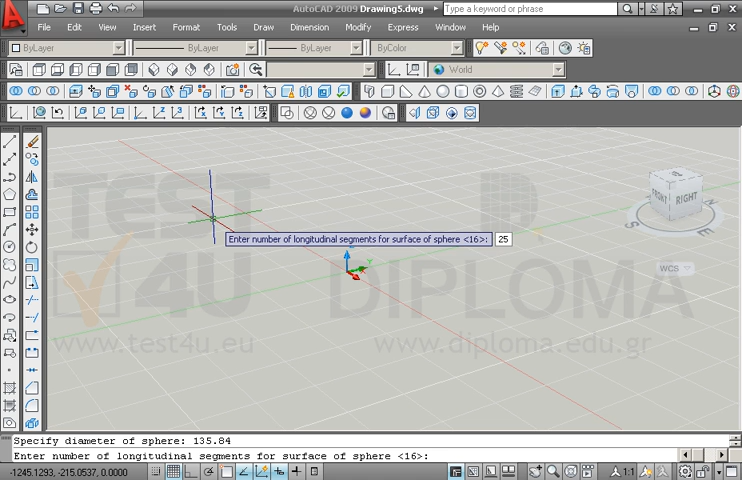 AutoCAD 2009 Drawing5.dwg
Type a keyword or phrase
File Edit View Insert Format Tools Draw Dimension Modify Express Window Help
ByLayer ByLayer ByLayer ByColor
World
TEST 4U
DIPLOMA
www.test4u.eu
www.diploma.edu.gr
FRONT RIGHT
S E
WCS
Enter number of longitudinal segments for surface of sphere <16>: 25
Y
Specify diameter of sphere: 135.84
Enter number of longitudinal segments for surface of sphere <16>:
-1245.1293, -215.0537, 0.0000
1:1